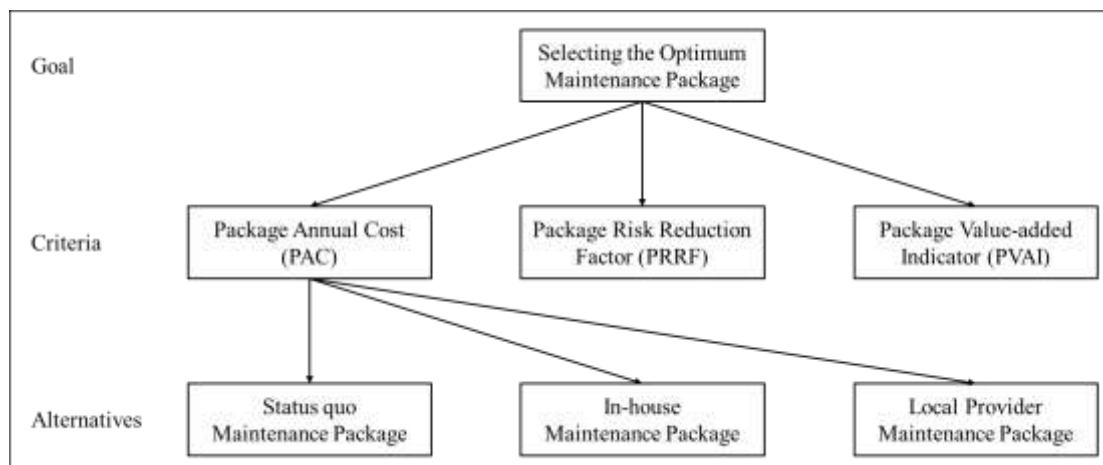 Goal
Selecting the Optimum
Maintenance Package
Criteria
Package Annual Cost
(PAC)
Package Risk Reduction
Factor (PRRF)
Package Value-added
Indicator (PVAI)
Alternatives
Status quo
Maintenance Package
In-house
Maintenance Package
Local Provider
Maintenance Package